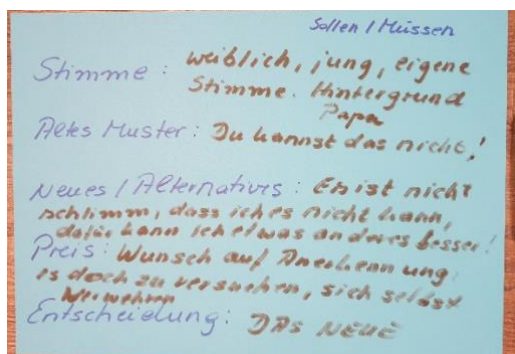 Sollen / Müssen
Stimme: weiblich, jung, eigene
Stimme. Hintergrund
Papa
Altes Muster: Du kannst das nicht!
Neues / Alternatives: Es ist nicht
schlimm, dass ich es nicht kann,
dafür kann ich etwas anderes besser!
Preis: Wunsch auf Anerkennung
es doch zu versuchen, sich selbst
Verwehren
Entscheidung: DAS NEUE